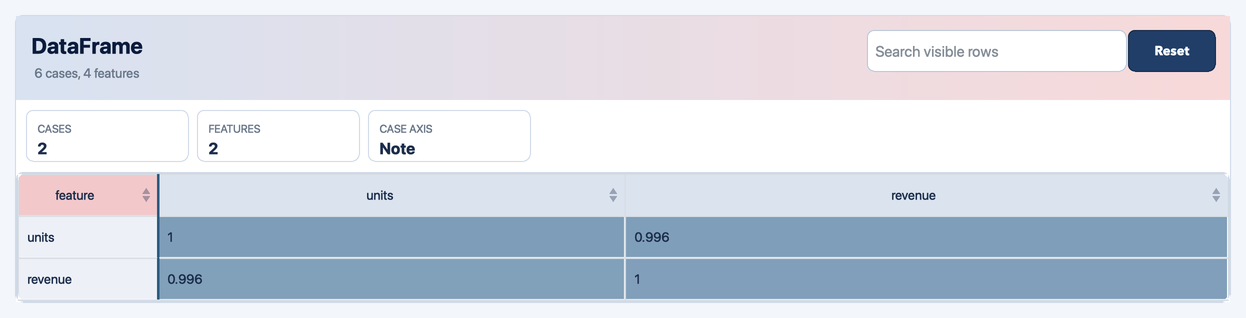 DataFrame
6 cases, 4 features
Search visible rows
Reset
CASES
2
FEATURES
2
CASE AXIS
Note
feature units revenue
units 1 0.996
revenue 0.996 1